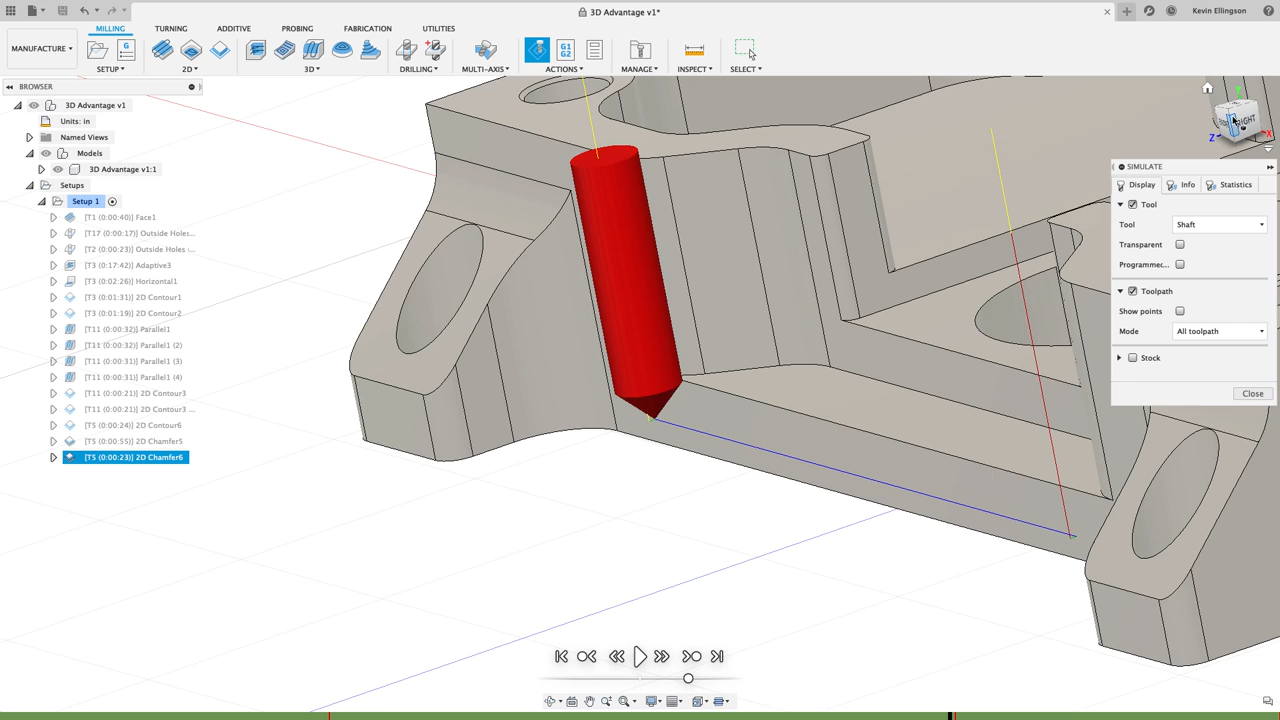 3D Advantage v1*
Kevin Ellingson
MANUFACTURE
MILLING TURNING ADDITIVE PROBING FABRICATION UTILITIES
G1
G2
SETUP 2D 3D DRILLING MULTI-AXIS ACTIONS MANAGE INSPECT SELECT
BROWSER
3D Advantage v1
Units: in
Named Views
Models
3D Advantage v1:1
Setups
Setup 1
[T1 (0:00:40)] Face1
[T17 (0:00:17)] Outside Holes...
[T2 (0:00:23)] Outside Holes ...
[T3 (0:17:42)] Adaptive3
[T3 (0:02:26)] Horizontal1
[T3 (0:01:31)] 2D Contour1
[T3 (0:01:19)] 2D Contour2
[T11 (0:00:32)] Parallel1
[T11 (0:00:32)] Parallel1 (2)
[T11 (0:00:31)] Parallel1 (3)
[T11 (0:00:31)] Parallel1 (4)
[T11 (0:00:21)] 2D Contour3
[T11 (0:00:21)] 2D Contour3 ...
[T5 (0:00:24)] 2D Contour6
[T5 (0:00:55)] 2D Chamfer5
[T5 (0:00:23)] 2D Chamfer6
Y
Z
X
SIMULATE
Display Info Statistics
Tool
Tool Shaft
Transparent
Programmer...
Toolpath
Show points
Mode All toolpath
Stock
Close